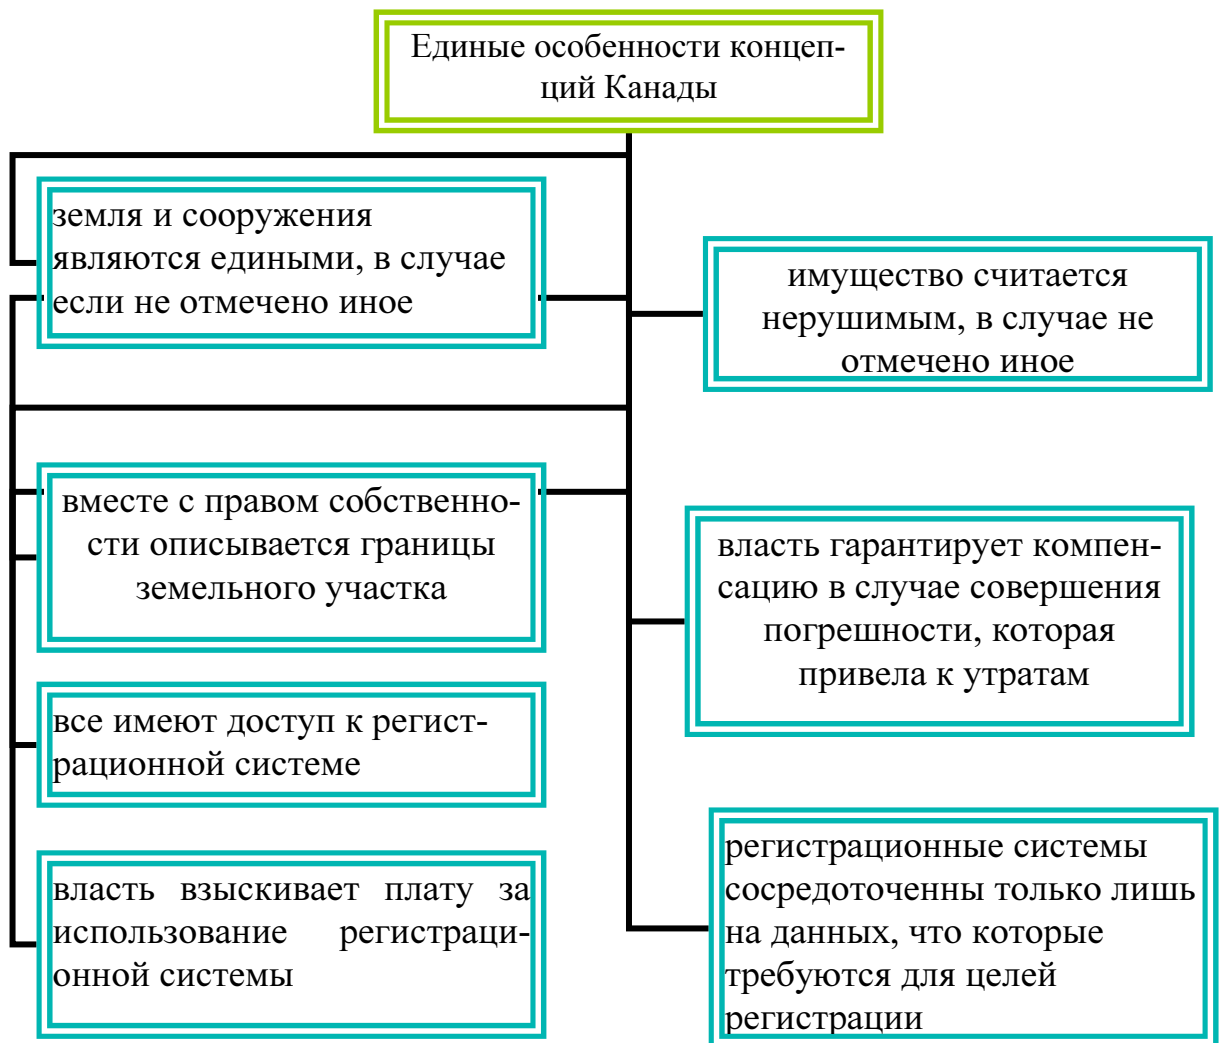 Единые особенности концеп-
ций Канады
земля и сооружения
являются едиными, в случае
если не отмечено иное
имущество считается
нерушимым, в случае не
отмечено иное
вместе с правом собственно-
сти описывается границы
земельного участка
власть гарантирует компен-
сацию в случае совершения
погрешности, которая
привела к утратам
все имеют доступ к регист-
рационной системе
власть взыскивает плату за
использование регистраци-
онной системы
регистрационные системы
сосредоточенны только лишь
на данных, что которые
требуются для целей
регистрации